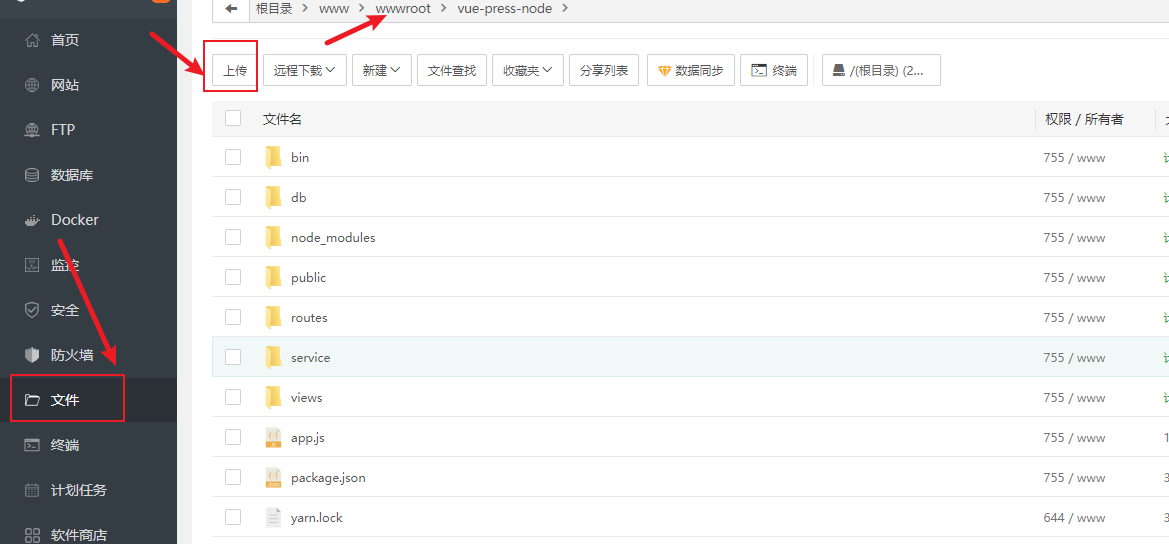 根目录 > www > wwwroot > vue-press-node >
首页
网站
FTP
数据库
Docker
监控
安全
防火墙
文件
终端
计划任务
软件商店
上传 远程下载 新建 文件查找 收藏夹 分享列表 数据同步 终端 /(根目录) (2...
文件名 权限 / 所有者
bin 755 / www
db 755 / www
node_modules 755 / www
public 755 / www
routes 755 / www
service 755 / www
views 755 / www
app.js 755 / www
package.json 755 / www
yarn.lock 644 / www